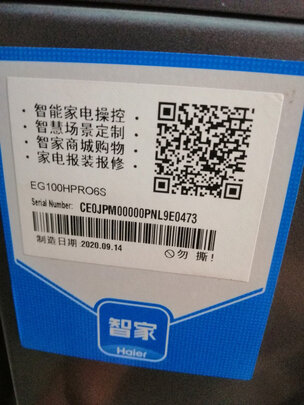 · 智能家电操控
· 智慧场景定制
· 智家商城购物
· 家电报装报修
EG100HPRO6S
Serial Number: CE0JPM00000PNL9E0473
制造日期:2020.09.14 勿撕!
智家
Haier